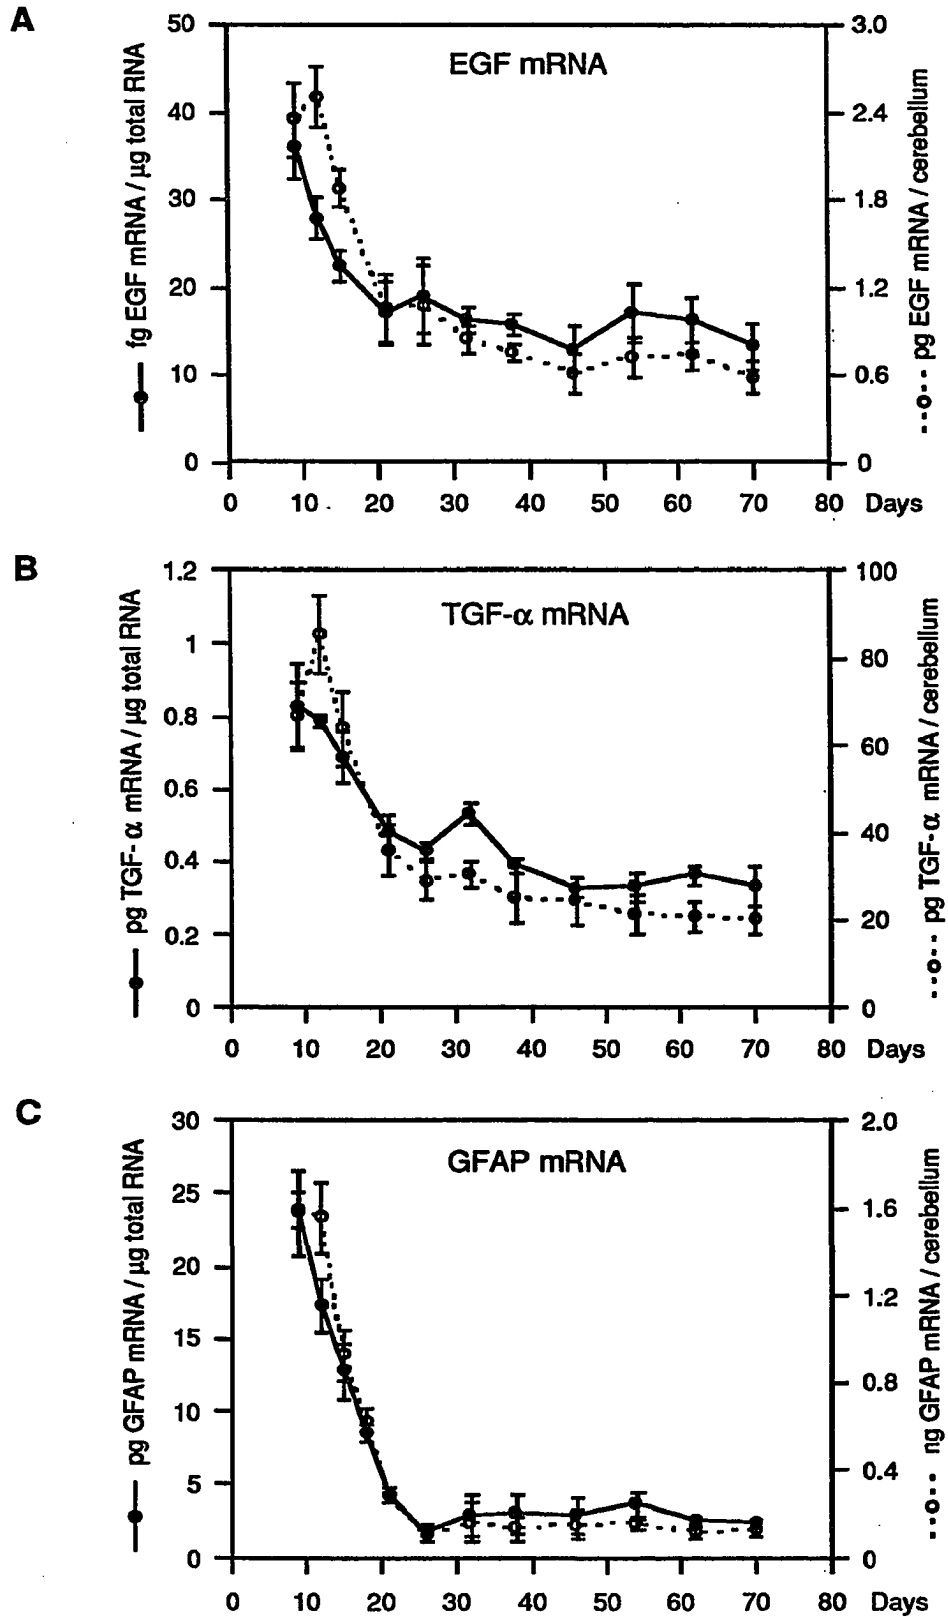 A
EGF mRNA
fg EGF mRNA / µg total RNA
pg EGF mRNA / cerebellum
50
40
30
20
10
0
3.0
2.4
1.8
1.2
0.6
0
0 10 20 30 40 50 60 70 80 Days
B
TGF-α mRNA
pg TGF- α mRNA / µg total RNA
pg TGF-α mRNA / cerebellum
1.2
1
0.8
0.6
0.4
0.2
0
100
80
60
40
20
0
0 10 20 30 40 50 60 70 80 Days
C
GFAP mRNA
pg GFAP mRNA / µg total RNA
ng GFAP mRNA / cerebellum
30
25
20
15
10
5
0
2.0
1.6
1.2
0.8
0.4
0
0 10 20 30 40 50 60 70 80 Days